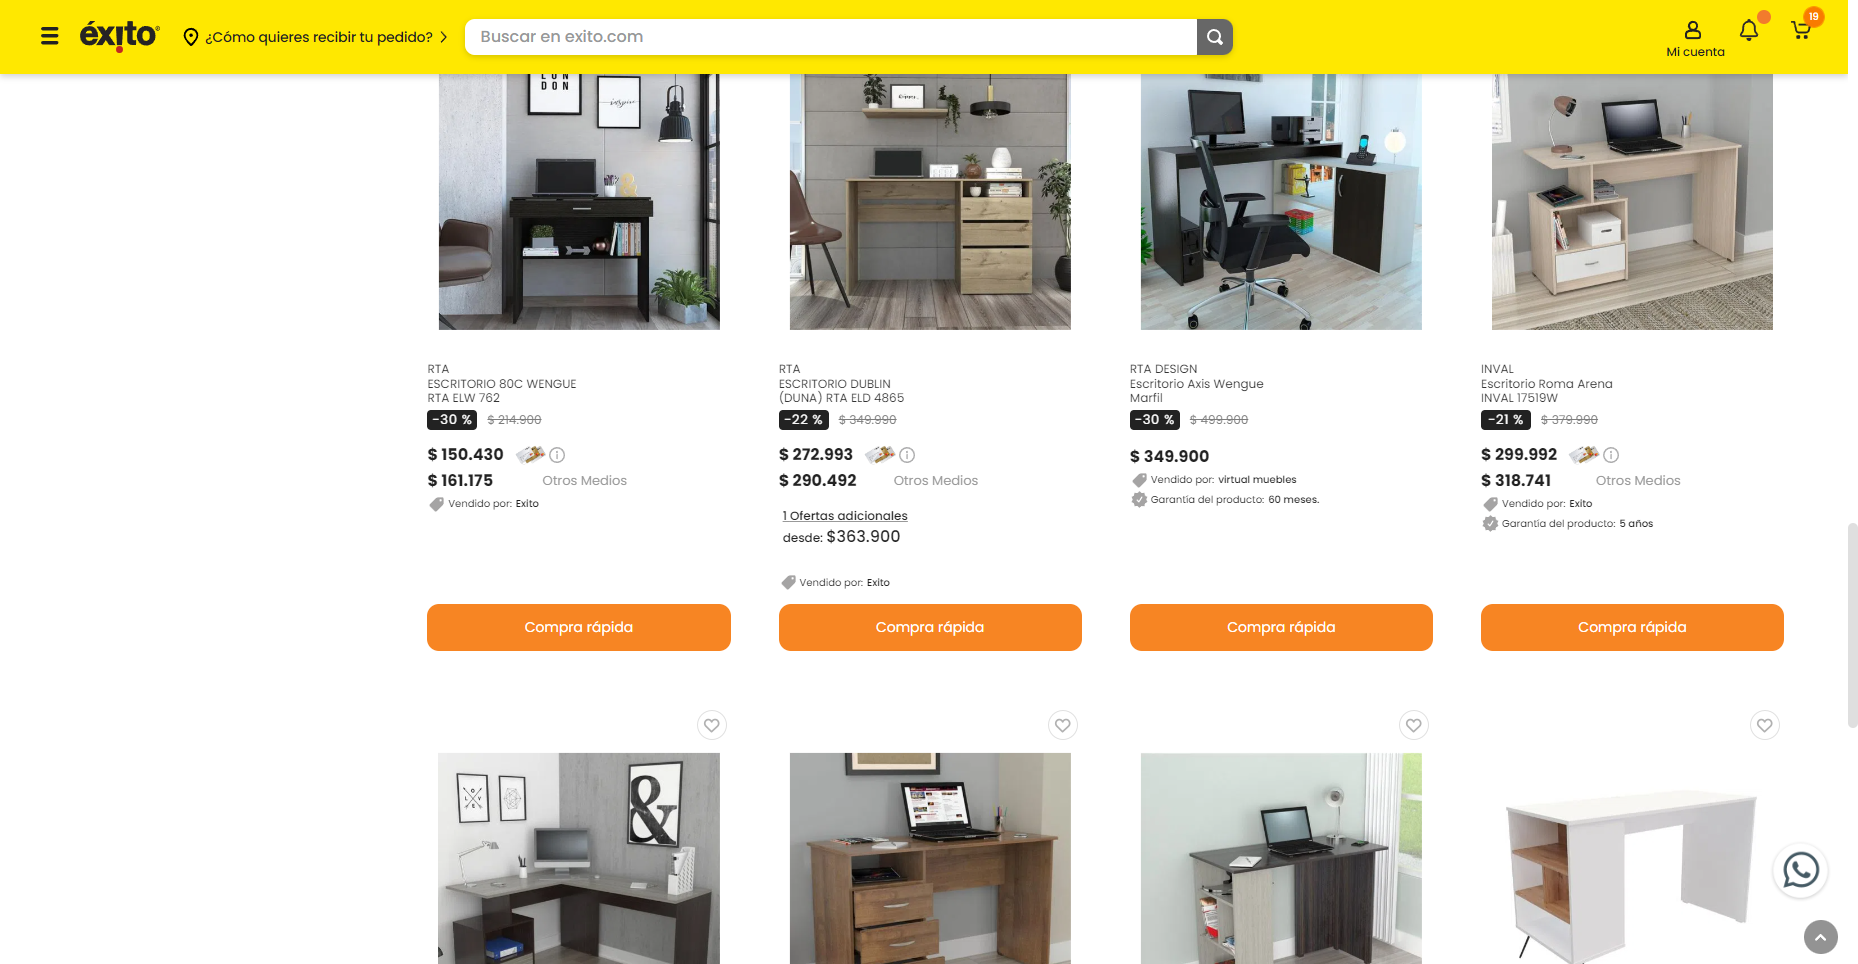 éxito
¿Cómo quieres recibir tu pedido?
Buscar en exito.com
Mi cuenta
19
LON
DON
inspire
RTA
ESCRITORIO 80C WENGUE
RTA ELW 762
-30 %
$ 214.900
$ 150.430
$ 161.175
Otros Medios
Vendido por: Exito
Compra rápida
RTA
ESCRITORIO DUBLIN
(DUNA) RTA ELD 4865
-22 %
$ 349.990
$ 272.993
$ 290.492
Otros Medios
1 Ofertas adicionales
desde: $363.900
Vendido por: Exito
Compra rápida
RTA DESIGN
Escritorio Axis Wengue
Marfil
-30 %
$ 499.900
$ 349.900
Vendido por: virtual muebles
Garantía del producto: 60 meses.
Compra rápida
INVAL
Escritorio Roma Arena
INVAL 17519W
-21 %
$ 379.990
$ 299.992
$ 318.741
Otros Medios
Vendido por: Exito
Garantía del producto: 5 años
Compra rápida
LOVE
&